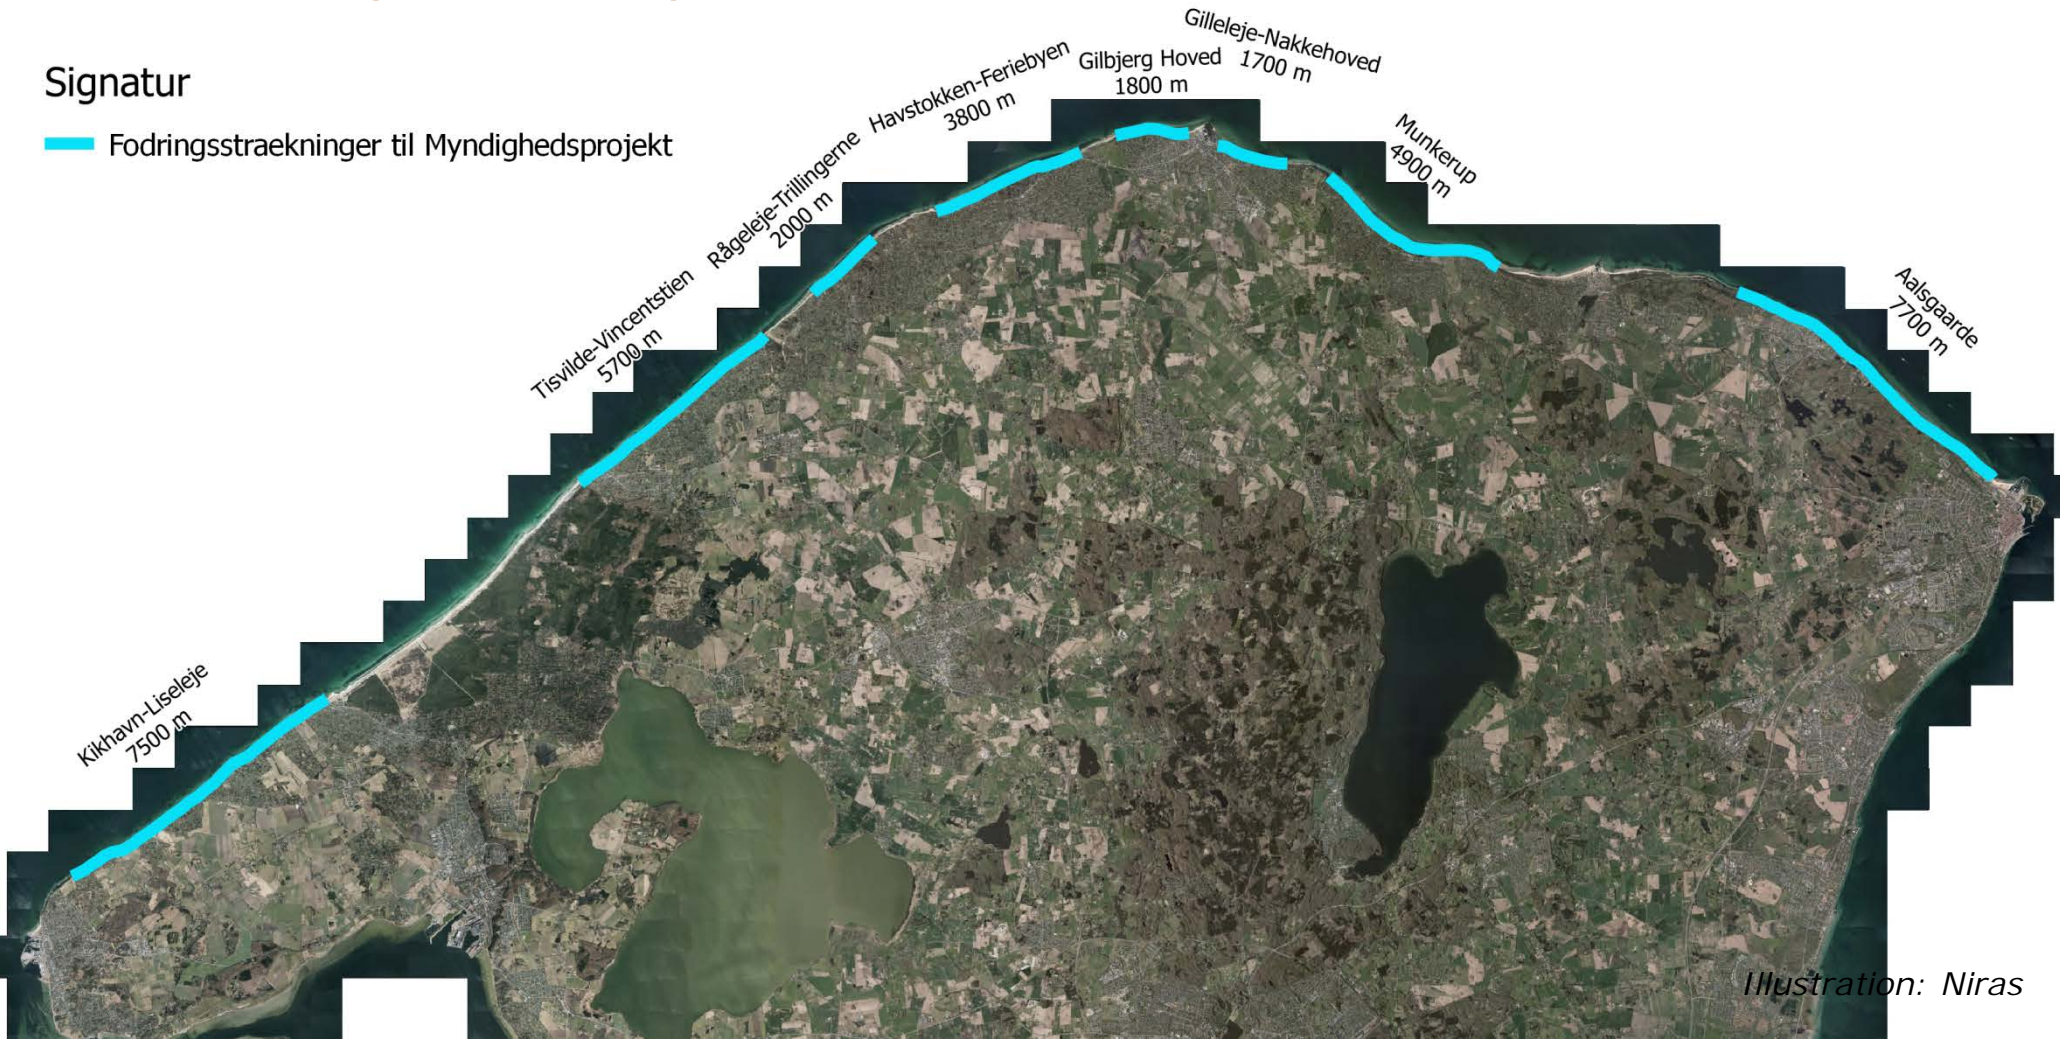 Signatur
Fodringsstraekninger til Myndighedsprojekt
Kikhavn-Liseleje
7500 m
Tisvilde-Vincentstien
5700 m
Rågeleje-Trillingerne
2000 m
Havstokken-Feriebyen
3800 m
Gilbjerg Hoved
1800 m
Gilleleje-Nakkehoved
1700 m
Munkerup
4900 m
Aalsgaarde
7700 m
Illustration: Niras